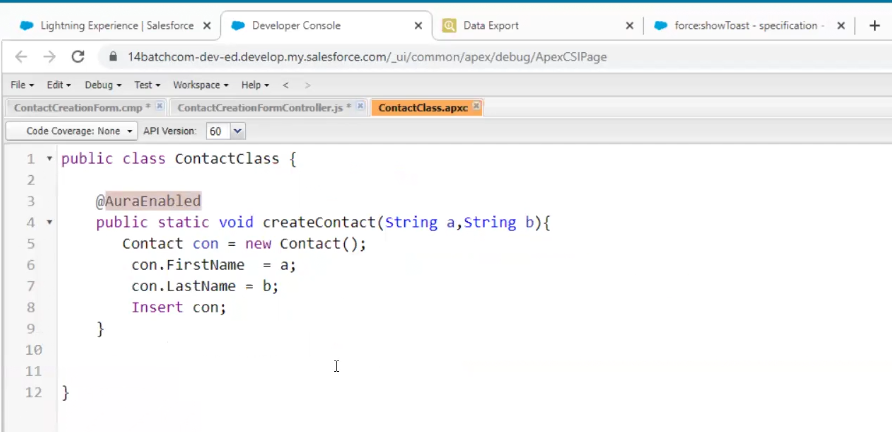 Lightning Experience | Salesforce
Developer Console
Data Export
force:showToast - specification -
14batchcom-dev-ed.develop.my.salesforce.com/_ui/common/apex/debug/ApexCSIPage
File Edit Debug Test Workspace Help < >
ContactCreationForm.cmp * ContactCreationFormController.js * ContactClass.apxc
Code Coverage: None API Version: 60
1 public class ContactClass {
2
3 @AuraEnabled
4 public static void createContact(String a,String b){
5 Contact con = new Contact();
6 con.FirstName = a;
7 con.LastName = b;
8 Insert con;
9 }
10
11
12 }